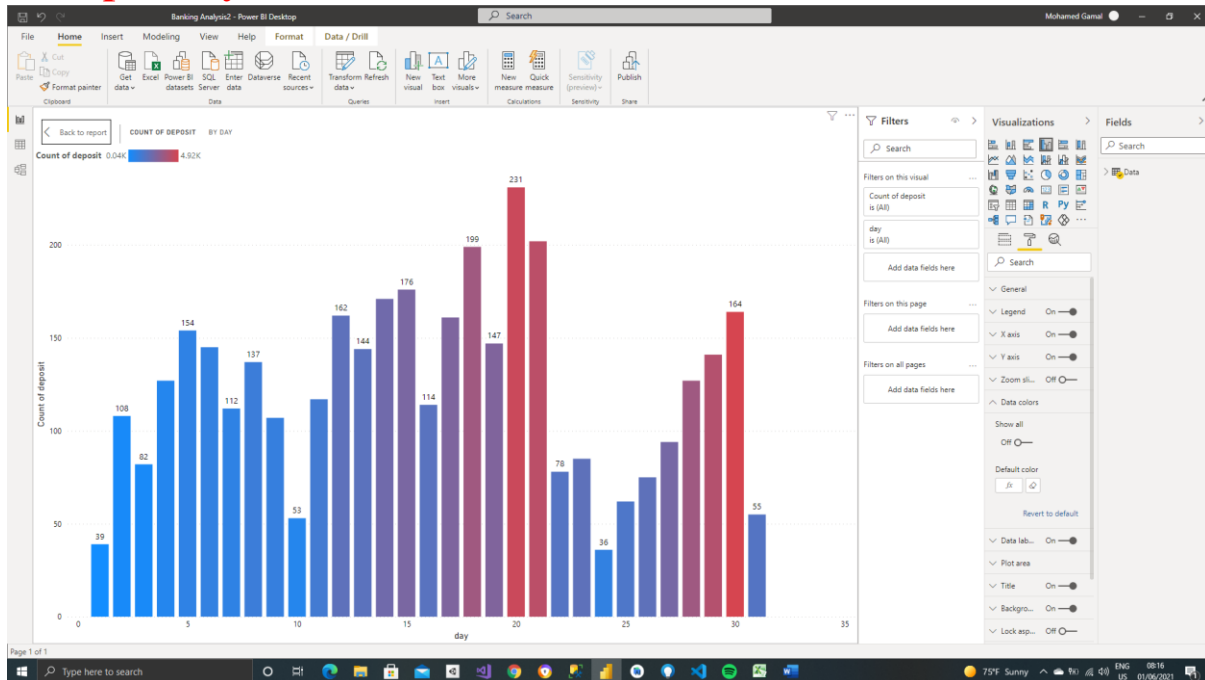 Banking Analysis2 - Power BI Desktop
Search
Mohamed Gamal
File Home Insert Modeling View Help Format Data / Drill
Paste
Cut
Copy
Format painter
Clipboard
Get data
Excel
Power BI datasets
SQL Server
Enter data
Dataverse
Recent sources
Data
Transform data
Refresh
Queries
New visual
Text box
More visuals
Insert
New measure
Quick measure
Calculations
Sensitivity (preview)
Sensitivity
Publish
Share
Back to report
COUNT OF DEPOSIT BY DAY
Count of deposit 0.04K 4.92K
Count of deposit
200
150
100
50
0
39
108
82
154
112
137
53
162
144
176
114
199
147
231
78
36
164
55
0 5 10 15 20 25 30 35
day
Filters
Search
Filters on this visual ...
Count of deposit
is (All)
day
is (All)
Add data fields here
Filters on this page ...
Add data fields here
Filters on all pages ...
Add data fields here
Visualizations
R Py
Search
General
Legend On
X axis On
Y axis On
Zoom sli... Off
Data colors
Show all
Off
Default color
fx
Revert to default
Data lab... On
Plot area
Title On
Backgro... On
Lock asp... Off
Fields
Search
Data
Page 1 of 1
Type here to search
75°F Sunny
ENG
US
08:16
01/06/2021